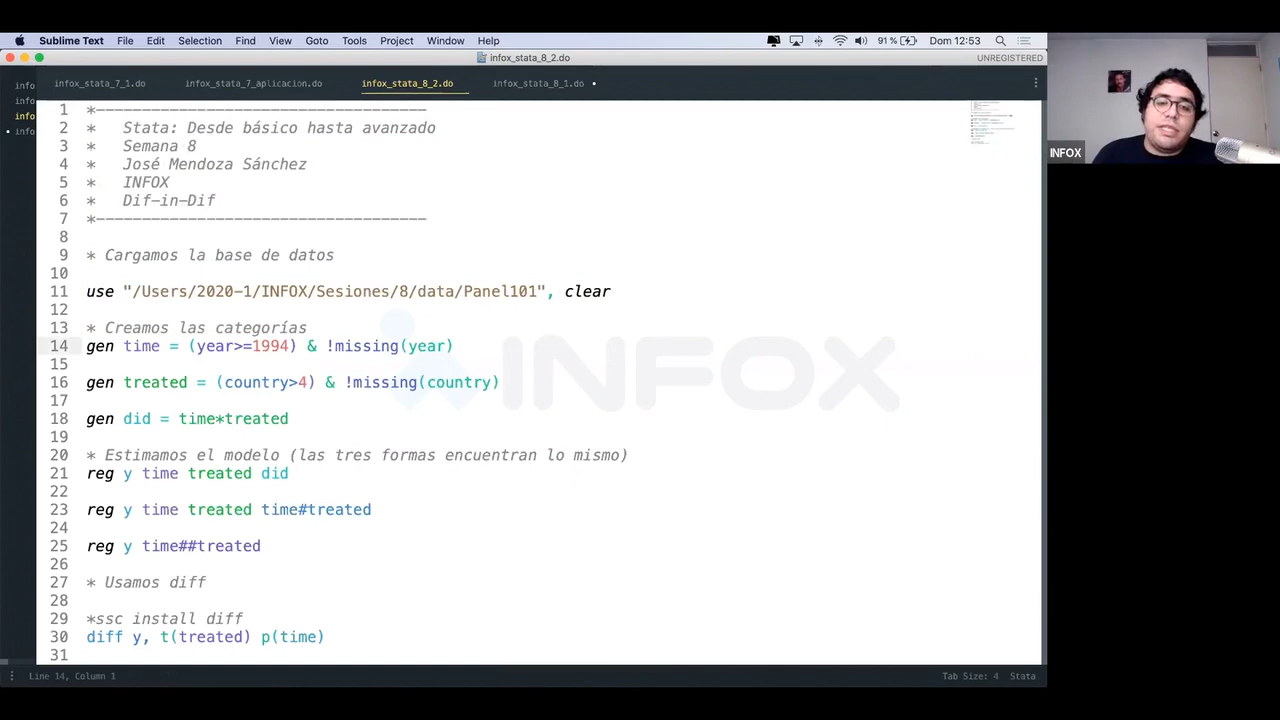 Sublime Text File Edit Selection Find View Goto Tools Project Window Help 91 % Dom 12:53
infox_stata_8_2.do UNREGISTERED
infox_stata_7_1.do infox_stata_7_aplicacion.do infox_stata_8_2.do infox_stata_8_1.do
info
info
info
info
1 *------------------------------------
2 * Stata: Desde básico hasta avanzado
3 * Semana 8
4 * José Mendoza Sánchez
5 * INFOX
6 * Dif-in-Dif
7 *------------------------------------
8
9 * Cargamos la base de datos
10
11 use "/Users/2020-1/INFOX/Sesiones/8/data/Panel101", clear
12
13 * Creamos las categorías
14 gen time = (year>=1994) & !missing(year)
15
16 gen treated = (country>4) & !missing(country)
17
18 gen did = time*treated
19
20 * Estimamos el modelo (las tres formas encuentran lo mismo)
21 reg y time treated did
22
23 reg y time treated time#treated
24
25 reg y time##treated
26
27 * Usamos diff
28
29 *ssc install diff
30 diff y, t(treated) p(time)
31
INFOX
Line 14, Column 1 Tab Size: 4 Stata
INFOX